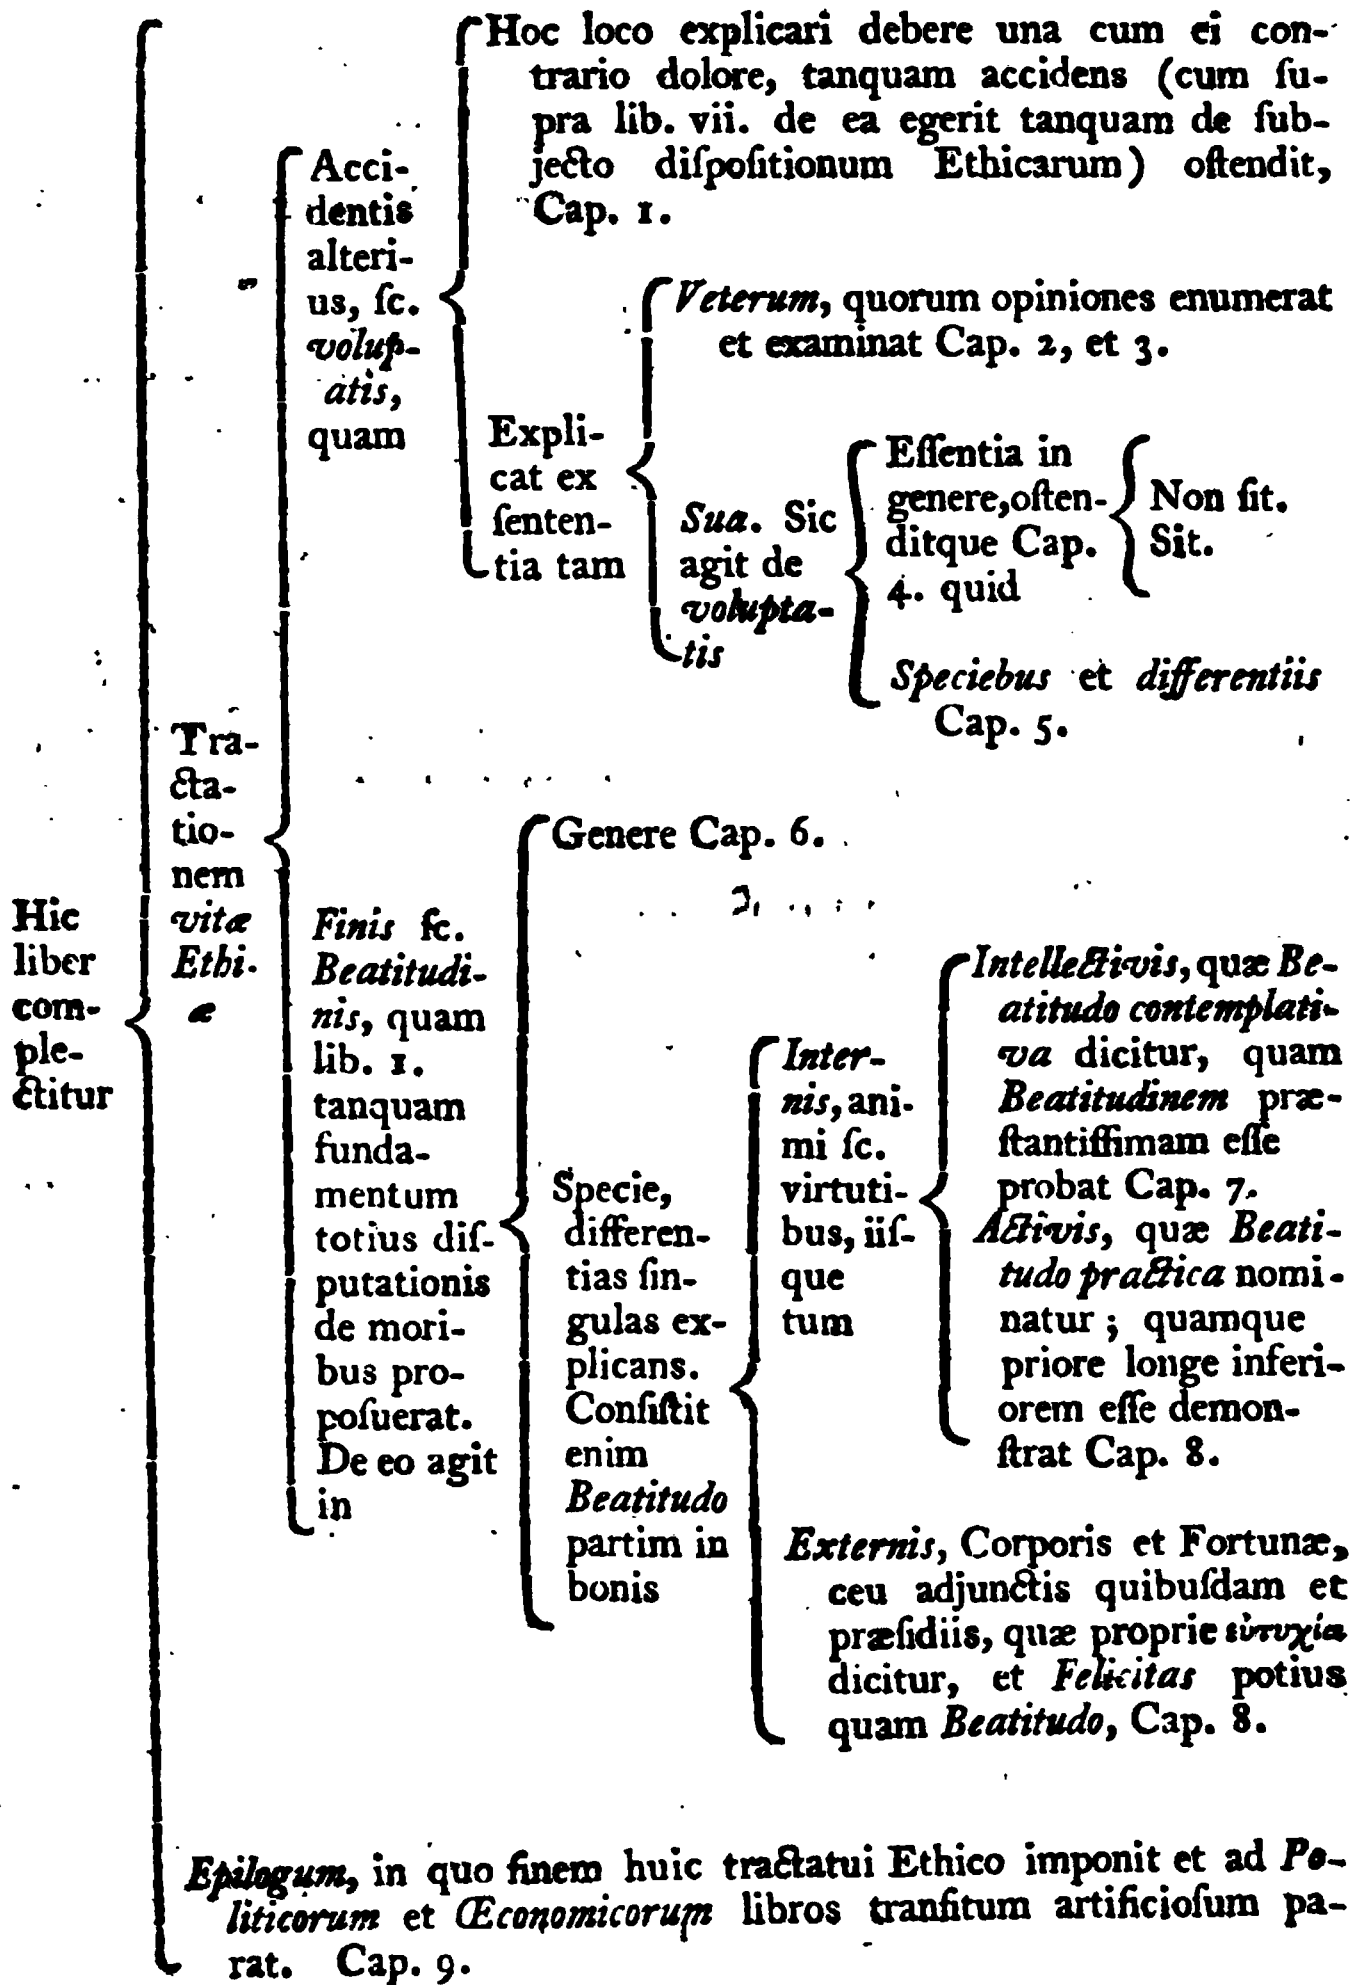 Hic
liber
com-
ple-
ctitur
Tra-
cta-
tio-
nem
vitæ
Ethi-
æ
Acci-
dentis
alteri-
us, ſc.
volup-
atis,
quam
Hoc loco explicari debere una cum ei con-
trario dolore, tanquam accidens (cum ſu-
pra lib. vii. de ea egerit tanquam de ſub-
jecto diſpoſitionum Ethicarum) oſtendit,
Cap. 1.
Expli-
cat ex
ſenten-
tia tam
Veterum, quorum opiniones enumerat
et examinat Cap. 2, et 3.
Sua. Sic
agit de
volupta-
tis
Eſſentia in
genere, oſten-
ditque Cap.
4. quid
Non ſit.
Sit.
Speciebus et differentiis
Cap. 5.
Finis ſc.
Beatitudi-
nis, quam
lib. 1.
tanquam
funda-
mentum
totius diſ-
putationis
de mori-
bus pro-
poſuerat.
De eo agit
in
Genere Cap. 6.
Specie,
differen-
tias ſin-
gulas ex-
plicans.
Conſiſtit
enim
Beatitudo
partim in
bonis
Inter-
nis, ani-
mi ſc.
virtuti-
bus, iiſ-
que
tum
Intellectivis, quæ Be-
atitudo contemplati-
va dicitur, quam
Beatitudinem præ-
ſtantiſſimam eſſe
probat Cap. 7.
Activis, quæ Beati-
tudo practica nomi-
natur ; quamque
priore longe inferi-
orem eſſe demon-
ſtrat Cap. 8.
Externis, Corporis et Fortunæ,
ceu adjunctis quibuſdam et
præſidiis, quæ proprie εὐτυχία
dicitur, et Felicitas potius
quam Beatitudo, Cap. 8.
Epilogum, in quo finem huic tractatui Ethico imponit et ad Po-
liticorum et Œconomicorum libros tranſitum artificioſum pa-
rat. Cap. 9.